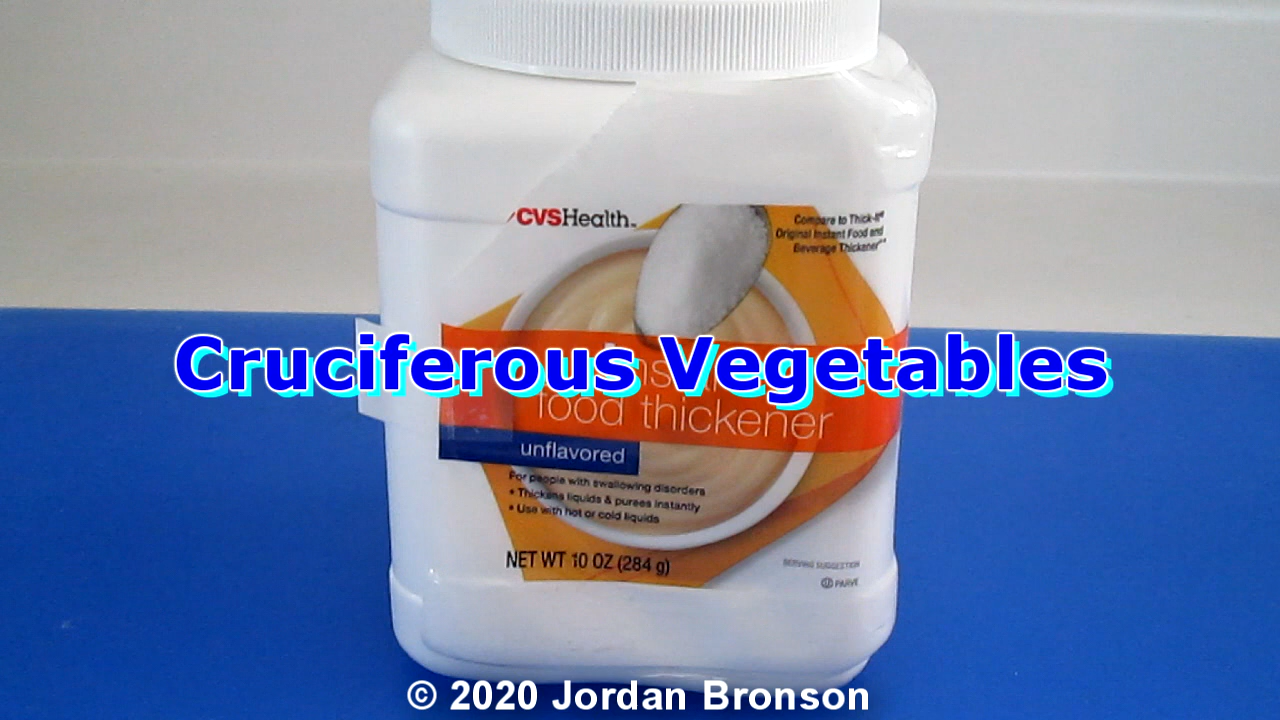 CVSHealth™
Compare to Thick-It®
Original Instant Food and
Beverage Thickener**
Cruciferous Vegetables
food thickener
unflavored
For people with swallowing disorders
• Thickens liquids & purees instantly
• Use with hot or cold liquids
NET WT 10 OZ (284 g)
SERVING SUGGESTION
U PARVE
© 2020 Jordan Bronson